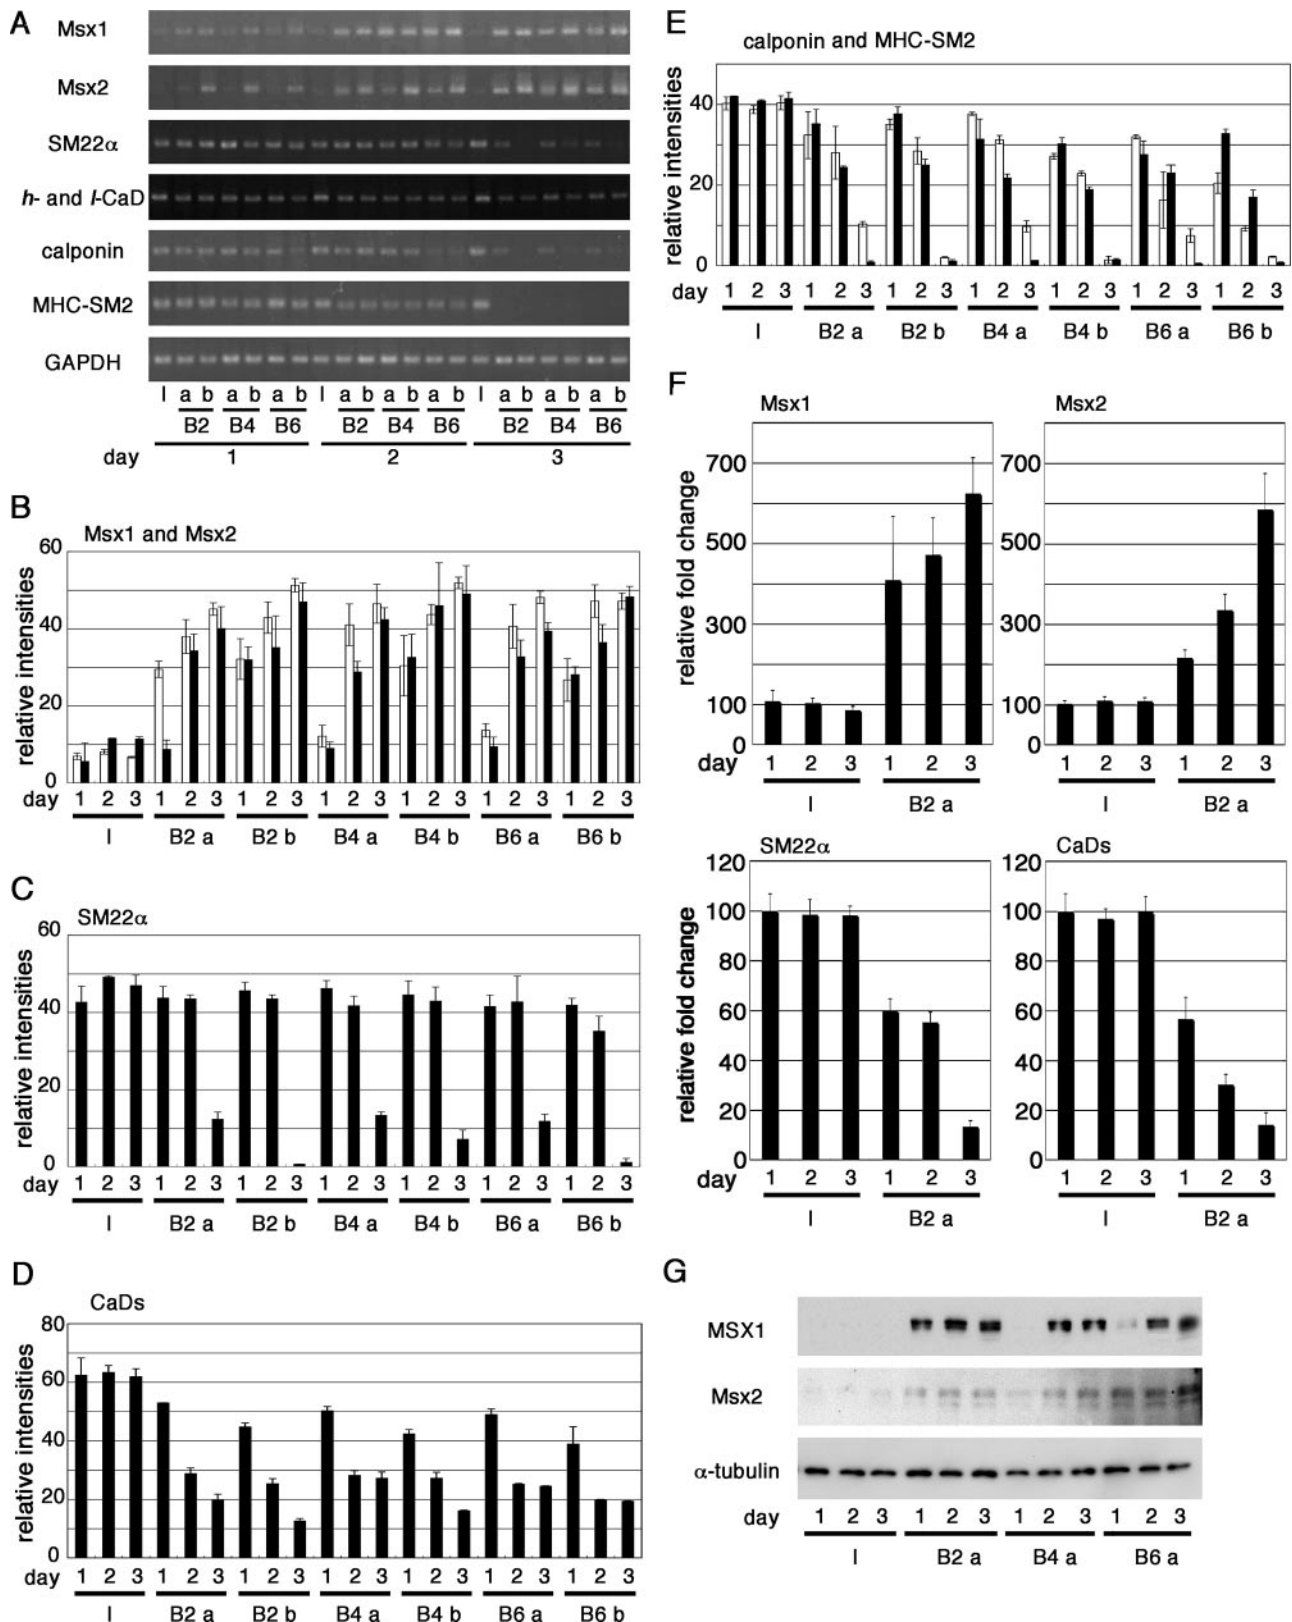 A
Msx1
Msx2
SM22α
h- and l-CaD
calponin
MHC-SM2
GAPDH
I a b a b a b I a b a b a b I a b a b a b
B2 B4 B6 B2 B4 B6 B2 B4 B6
day 1 2 3
B
Msx1 and Msx2
relative intensities
60
40
20
0
day 1 2 3 1 2 3 1 2 3 1 2 3 1 2 3 1 2 3 1 2 3
I B2 a B2 b B4 a B4 b B6 a B6 b
C
SM22α
relative intensities
60
40
20
0
day 1 2 3 1 2 3 1 2 3 1 2 3 1 2 3 1 2 3 1 2 3
I B2 a B2 b B4 a B4 b B6 a B6 b
D
CaDs
relative intensities
80
60
40
20
0
day 1 2 3 1 2 3 1 2 3 1 2 3 1 2 3 1 2 3 1 2 3
I B2 a B2 b B4 a B4 b B6 a B6 b
E
calponin and MHC-SM2
relative intensities
40
20
0
day 1 2 3 1 2 3 1 2 3 1 2 3 1 2 3 1 2 3 1 2 3
I B2 a B2 b B4 a B4 b B6 a B6 b
F
Msx1
relative fold change
700
500
300
100
0
day 1 2 3 1 2 3
I B2 a
Msx2
700
500
300
100
0
1 2 3 1 2 3
I B2 a
SM22α
relative fold change
120
100
80
60
40
20
0
day 1 2 3 1 2 3
I B2 a
CaDs
120
100
80
60
40
20
0
1 2 3 1 2 3
I B2 a
G
MSX1
Msx2
α-tubulin
day 1 2 3 1 2 3 1 2 3 1 2 3
I B2 a B4 a B6 a